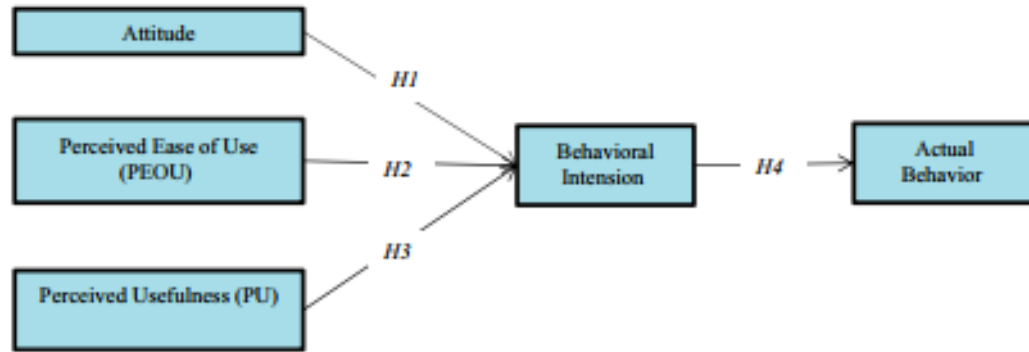 Attitude
H1
Perceived Ease of Use
(PEOU)
H2
Behavioral
Intension
H4
Actual
Behavior
H3
Perceived Usefulness (PU)